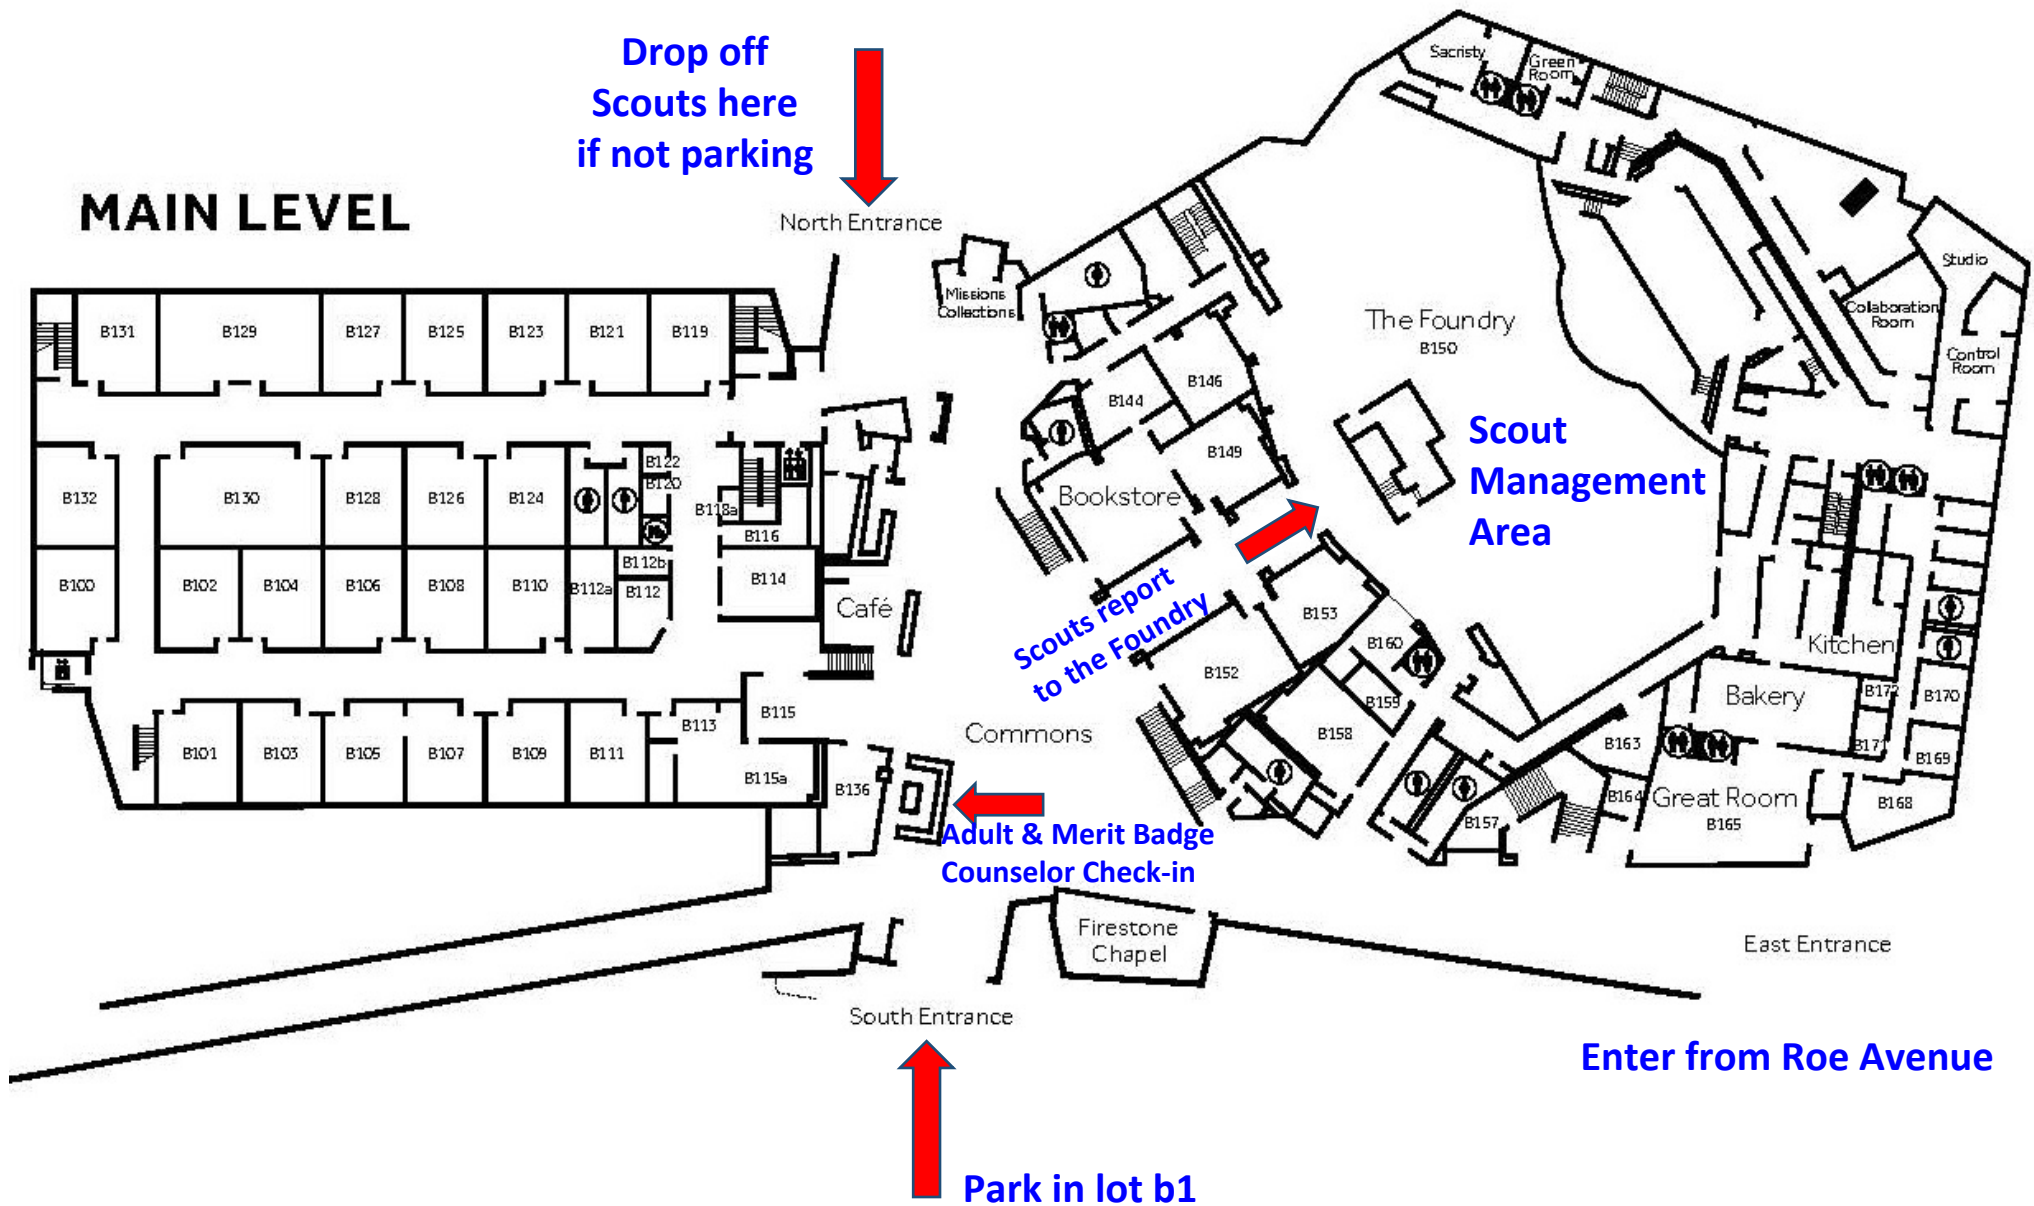 Drop off
Scouts here
if not parking
MAIN LEVEL
North Entrance
Sacristy
Green
Room
Studio
Collaboration
Room
Control
Room
Missions
Collections
The Foundry
B150
B131
B129
B127
B125
B123
B121
B119
B146
B144
B149
Bookstore
Scout
Management
Area
B132
B130
B128
B126
B124
B122
B120
B118a
B116
B100
B102
B104
B106
B108
B110
B112a
B112b
B112
B114
Café
Scouts report
to the Foundry
B153
B160
B152
B159
B158
Kitchen
Bakery
B172
B170
B171
B169
B168
B163
B164
Great Room
B165
B157
B101
B103
B105
B107
B109
B111
B113
B115
B115a
B136
Commons
Adult & Merit Badge
Counselor Check-in
Firestone
Chapel
East Entrance
South Entrance
Enter from Roe Avenue
Park in lot b1